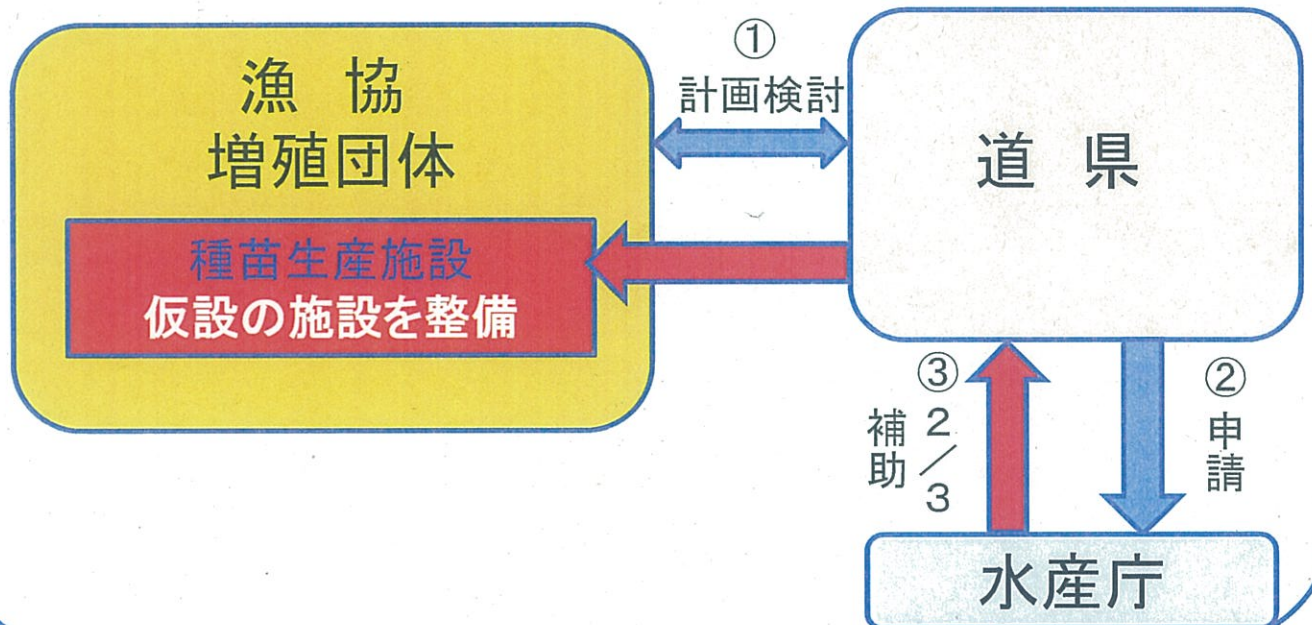 漁 協
増殖団体
種苗生産施設
仮設の施設を整備
①
計画検討
道 県
③
補助
2/3
②
申請
水産庁